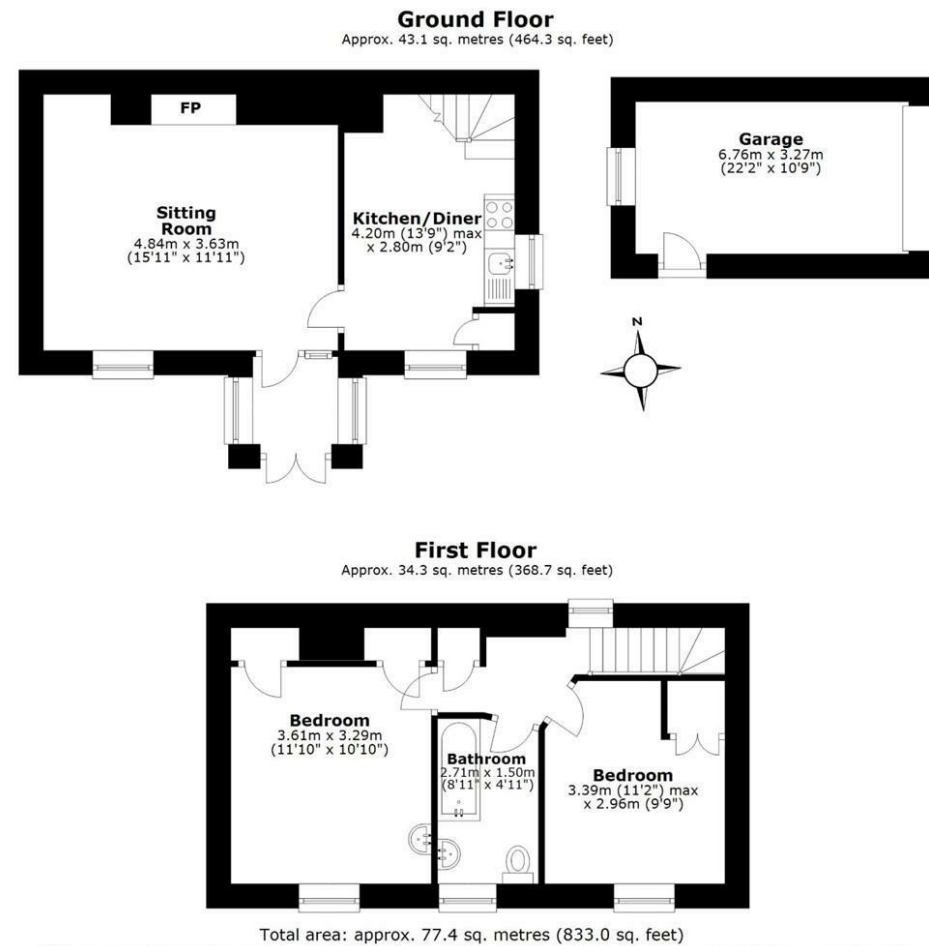 Ground Floor
Approx. 43.1 sq. metres (464.3 sq. feet)
FP
Sitting
Room
4.84m x 3.63m
(15'11" x 11'11")
Kitchen/Diner
4.20m (13'9") max
x 2.80m (9'2")
Garage
6.76m x 3.27m
(22'2" x 10'9")
N
First Floor
Approx. 34.3 sq. metres (368.7 sq. feet)
Bedroom
3.61m x 3.29m
(11'10" x 10'10")
Bathroom
2.71m x 1.50m
(8'11" x 4'11")
Bedroom
3.39m (11'2") max
x 2.96m (9'9")
Total area: approx. 77.4 sq. metres (833.0 sq. feet)